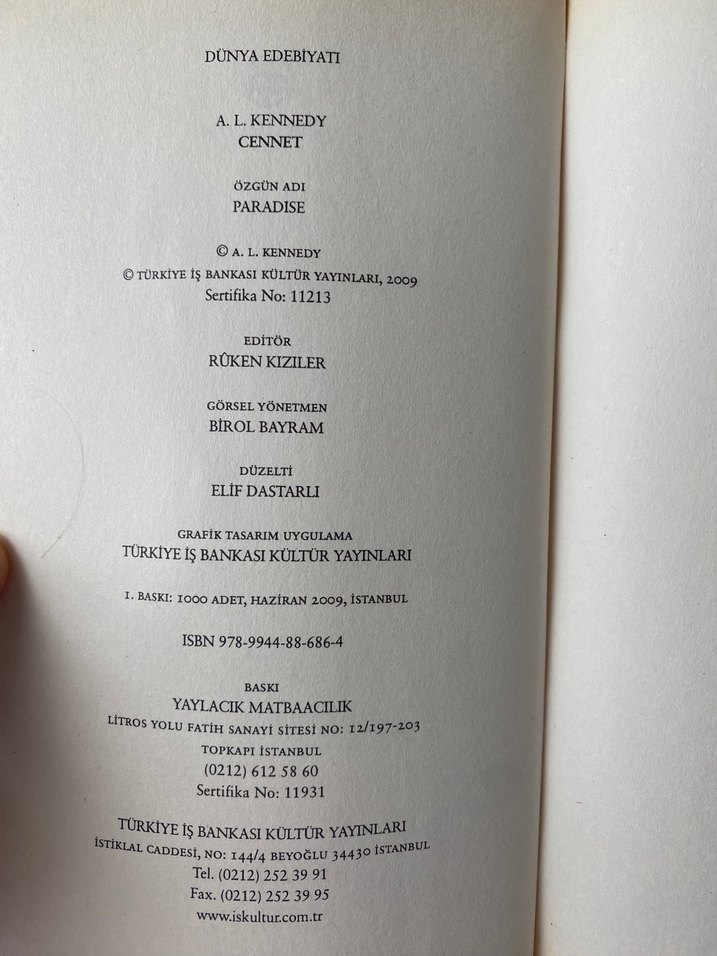 DÜNYA EDEBİYATI
A. L. KENNEDY
CENNET
ÖZGÜN ADI
PARADISE
© A. L. KENNEDY
© TÜRKİYE İŞ BANKASI KÜLTÜR YAYINLARI, 2009
Sertifika No: 11213
EDİTÖR
RÛKEN KIZILER
GÖRSEL YÖNETMEN
BİROL BAYRAM
DÜZELTİ
ELİF DASTARLI
GRAFİK TASARIM UYGULAMA
TÜRKİYE İŞ BANKASI KÜLTÜR YAYINLARI
1. BASKI: 1000 ADET, HAZİRAN 2009, İSTANBUL
ISBN 978-9944-88-686-4
BASKI
YAYLACIK MATBAACILIK
LİTROS YOLU FATİH SANAYİ SİTESİ NO: 12/197-203
TOPKAPI İSTANBUL
(0212) 612 58 60
Sertifika No: 11931
TÜRKİYE İŞ BANKASI KÜLTÜR YAYINLARI
İSTİKLAL CADDESİ, NO: 144/4 BEYOĞLU 34430 İSTANBUL
Tel. (0212) 252 39 91
Fax. (0212) 252 39 95
www.iskultur.com.tr